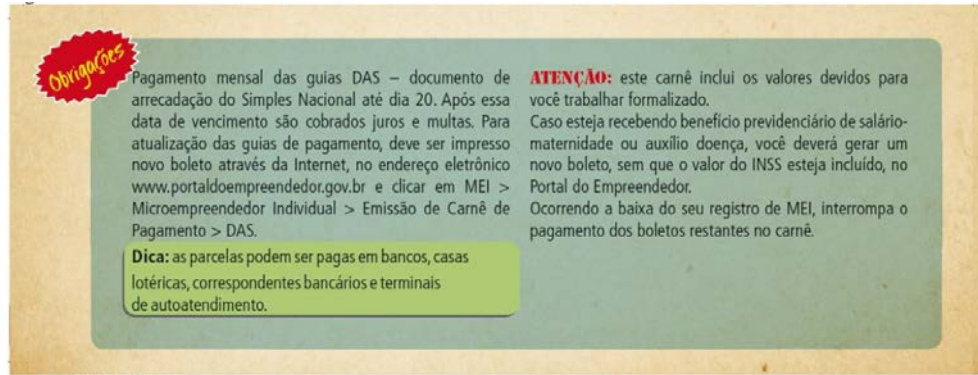 Obrigações
Pagamento mensal das guias DAS – documento de
arrecadação do Simples Nacional até dia 20. Após essa
data de vencimento são cobrados juros e multas. Para
atualização das guias de pagamento, deve ser impresso
novo boleto através da Internet, no endereço eletrônico
www.portaldoempreendedor.gov.br e clicar em MEI >
Microempreendedor Individual > Emissão de Carnê de
Pagamento > DAS.
Dica: as parcelas podem ser pagas em bancos, casas
lotéricas, correspondentes bancários e terminais
de autoatendimento.
ATENÇÃO: este carnê inclui os valores devidos para
você trabalhar formalizado.
Caso esteja recebendo benefício previdenciário de salário-
maternidade ou auxílio doença, você deverá gerar um
novo boleto, sem que o valor do INSS esteja incluído, no
Portal do Empreendedor.
Ocorrendo a baixa do seu registro de MEI, interrompa o
pagamento dos boletos restantes no carnê.